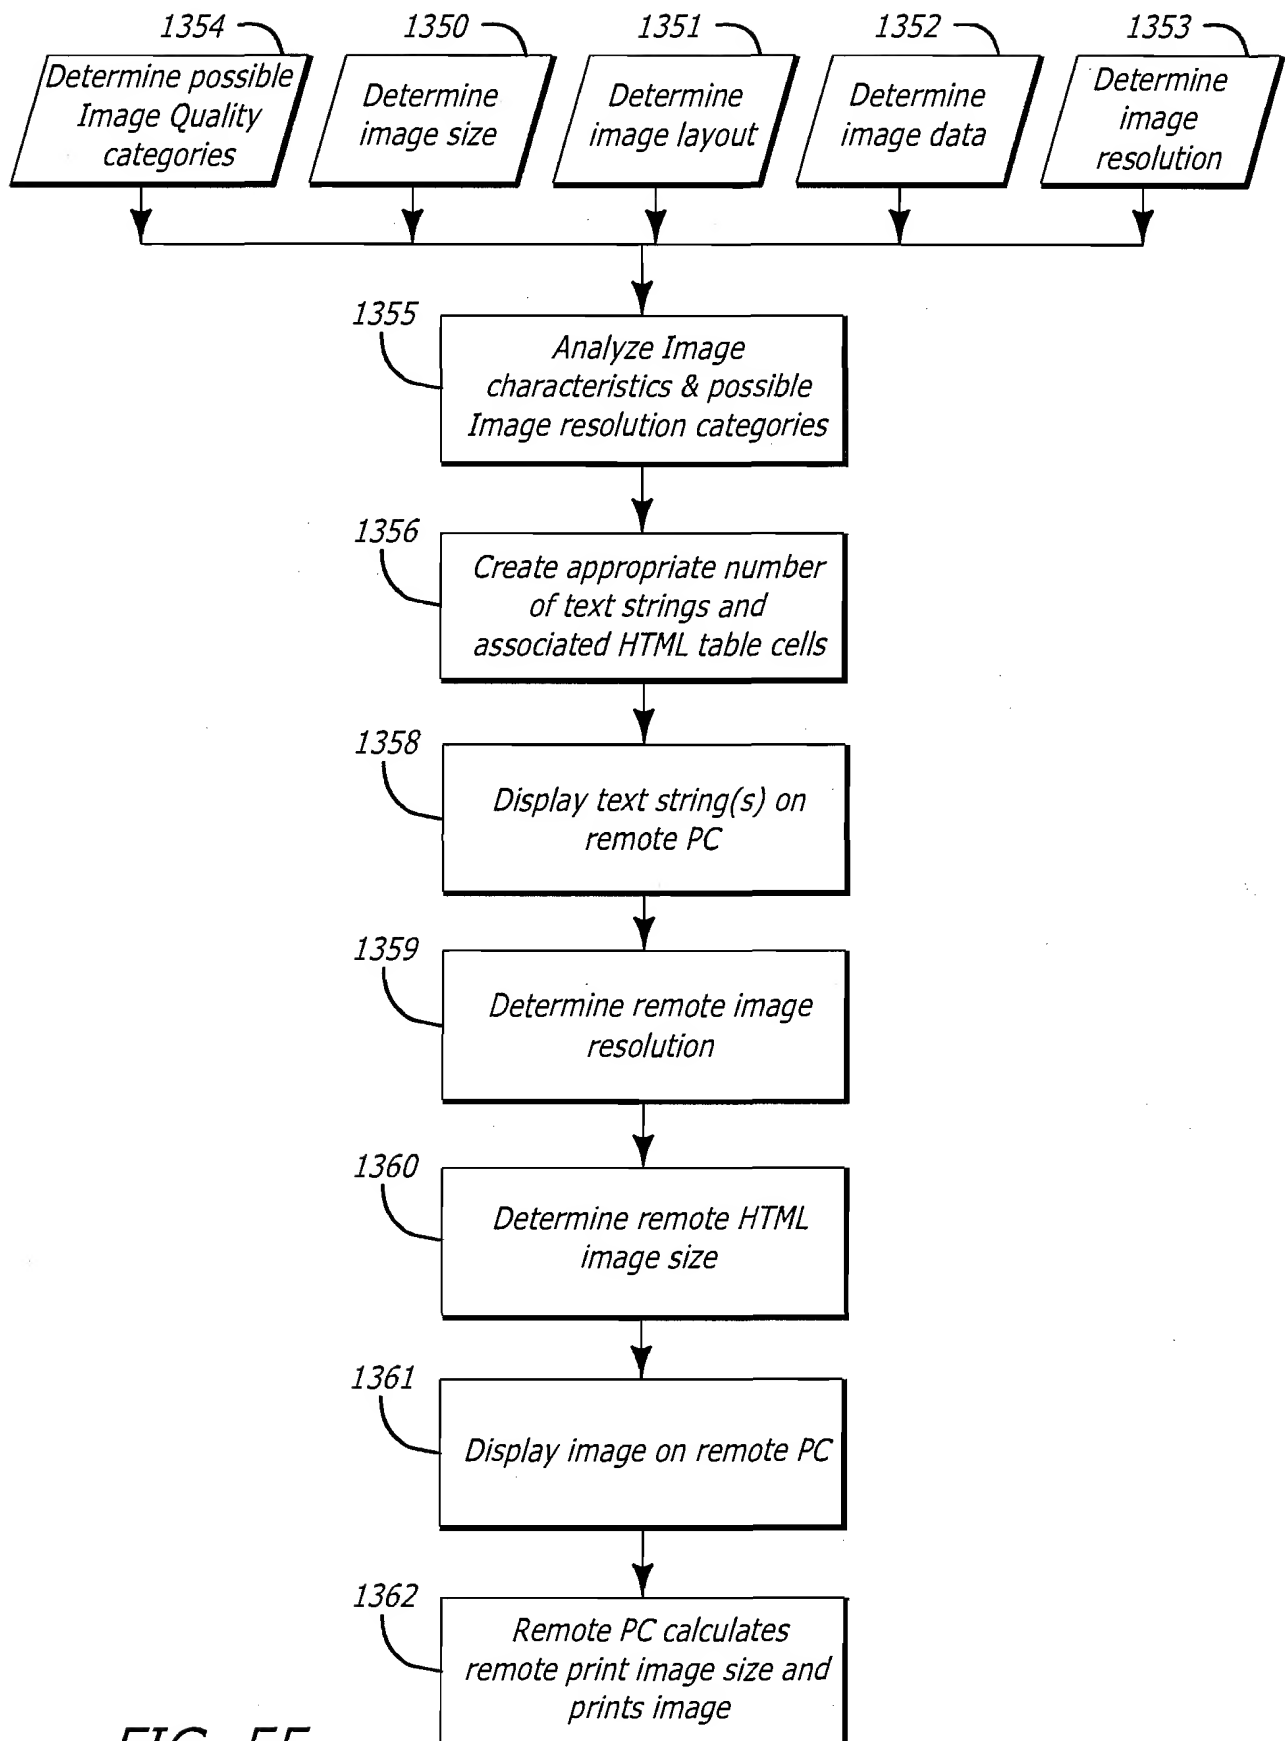 1354
1350
1351
1352
1353
Determine possible
Image Quality
categories
Determine
image size
Determine
image layout
Determine
image data
Determine
image
resolution
1355
Analyze Image
characteristics & possible
Image resolution categories
1356
Create appropriate number
of text strings and
associated HTML table cells
1358
Display text string(s) on
remote PC
1359
Determine remote image
resolution
1360
Determine remote HTML
image size
1361
Display image on remote PC
1362
Remote PC calculates
remote print image size and
prints image